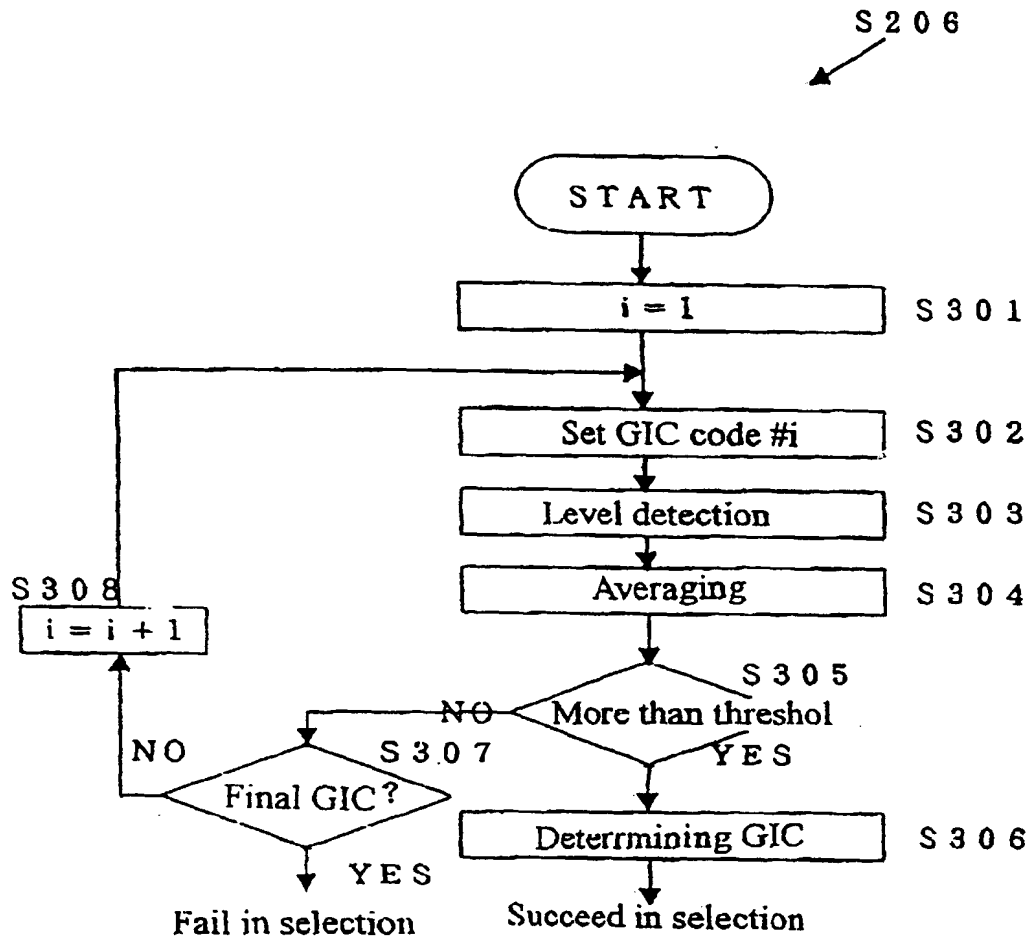 S206
START
i = 1
S301
Set GIC code #i
S302
Level detection
S303
Averaging
S304
S308
i = i + 1
S305
More than threshol
NO
YES
S307
NO
Final GIC?
YES
Deterrmining GIC
S306
Fail in selection
Succeed in selection